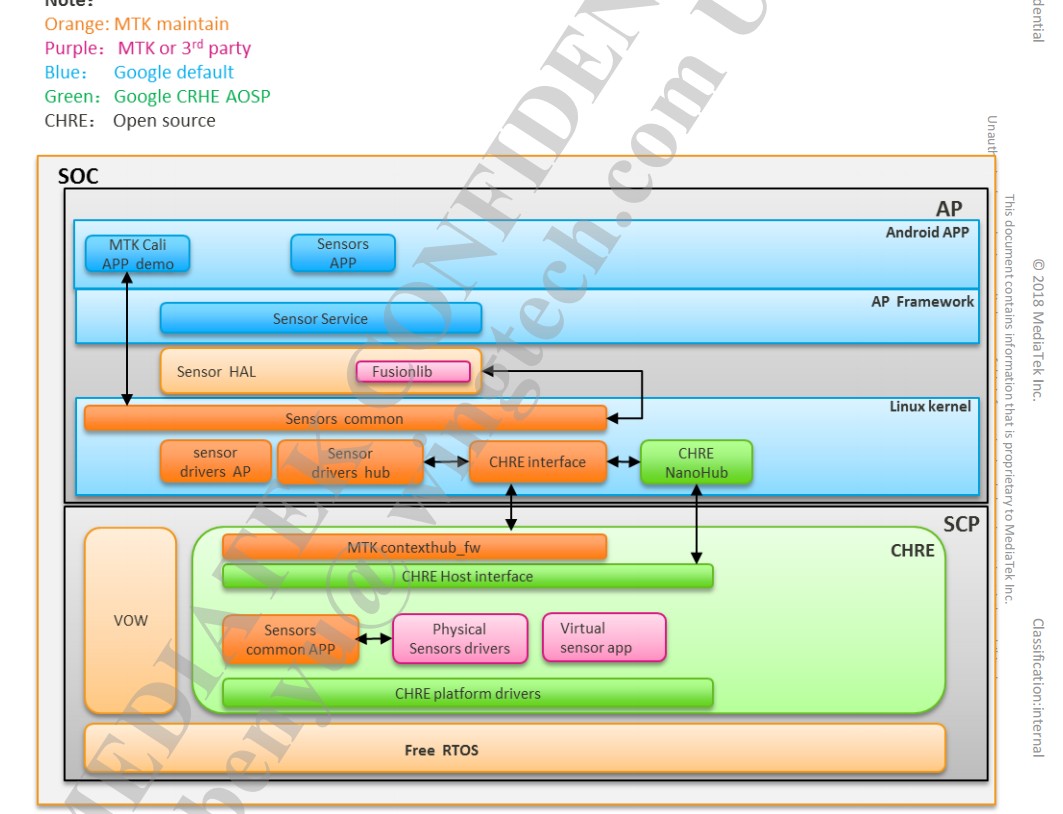 Note:
Orange: MTK maintain
Purple: MTK or 3rd party
Blue: Google default
Green: Google CRHE AOSP
CHRE: Open source
SOC
AP
Android APP
MTK Cali
APP demo
Sensors
APP
AP Framework
Sensor Service
Sensor HAL
Fusionlib
Linux kernel
Sensors common
sensor
drivers AP
Sensor
drivers hub
CHRE interface
CHRE
NanoHub
SCP
CHRE
MTK contexthub_fw
CHRE Host interface
VOW
Sensors
common APP
Physical
Sensors drivers
Virtual
sensor app
CHRE platform drivers
Free RTOS
MEDIATEK CONFIDEN
benyu@wingtech.com U
dential
Unauth
This document contains information that is proprietary to MediaTek Inc.
© 2018 MediaTek Inc.
Classification:internal